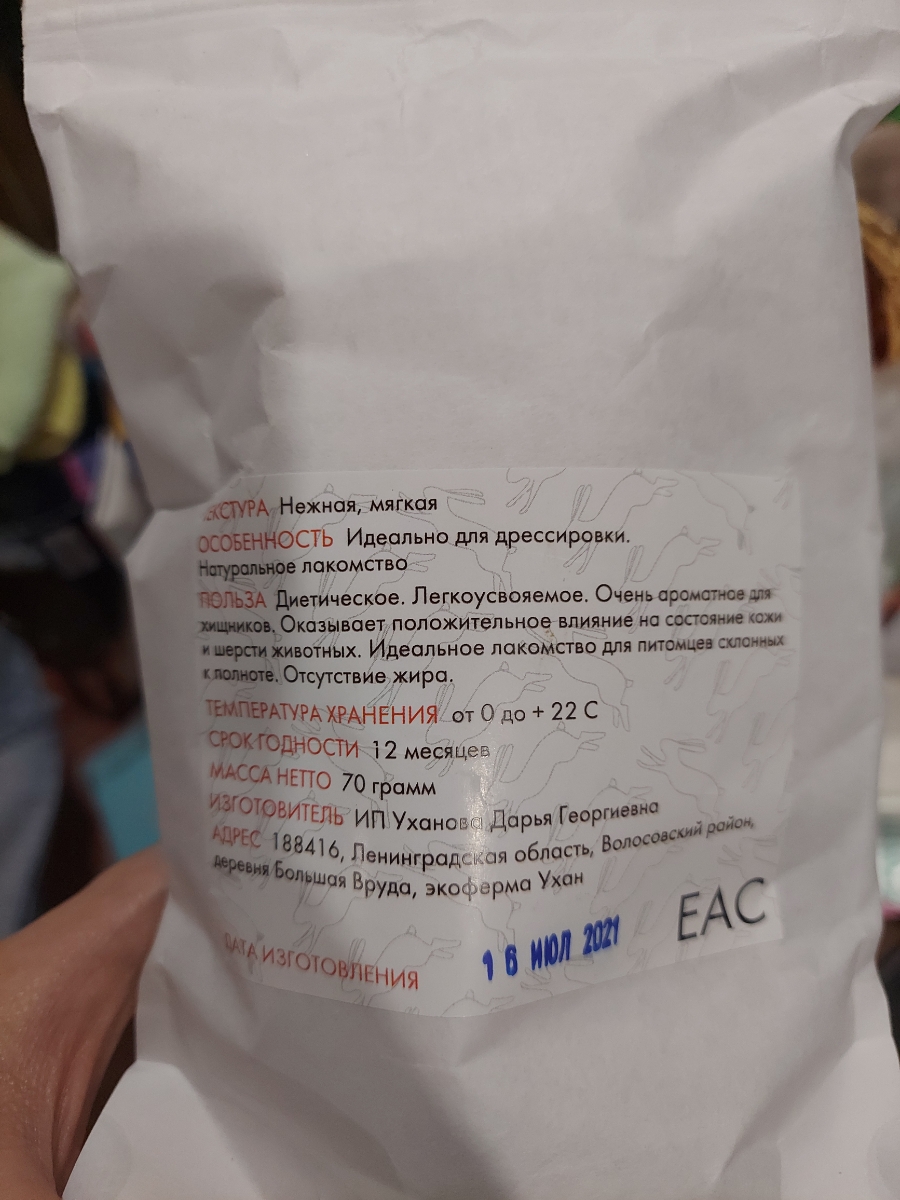 ТЕКСТУРА Нежная, мягкая
ОСОБЕННОСТЬ Идеально для дрессировки.
Натуральное лакомство
ПОЛЬЗА Диетическое. Легкоусвояемое. Очень ароматное для
хищников. Оказывает положительное влияние на состояние кожи
и шерсти животных. Идеальное лакомство для питомцев склонных
к полноте. Отсутствие жира.
ТЕМПЕРАТУРА ХРАНЕНИЯ от 0 до + 22 С
СРОК ГОДНОСТИ 12 месяцев
МАССА НЕТТО 70 грамм
ИЗГОТОВИТЕЛЬ ИП Уханова Дарья Георгиевна
АДРЕС 188416, Ленинградская область, Волосовский район,
деревня Большая Вруда, экоферма Ухан
ДАТА ИЗГОТОВЛЕНИЯ 16 ИЮЛ 2021 EAC